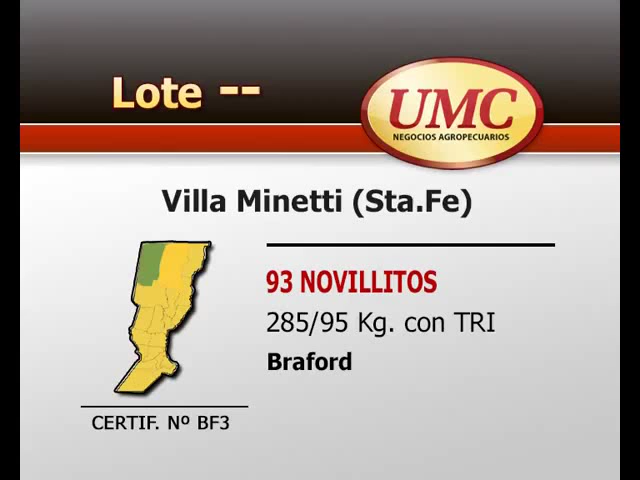 Lote --
UMC
NEGOCIOS AGROPECUARIOS
Villa Minetti (Sta.Fe)
93 NOVILLITOS
285/95 Kg. con TRI
Braford
CERTIF. Nº BF3